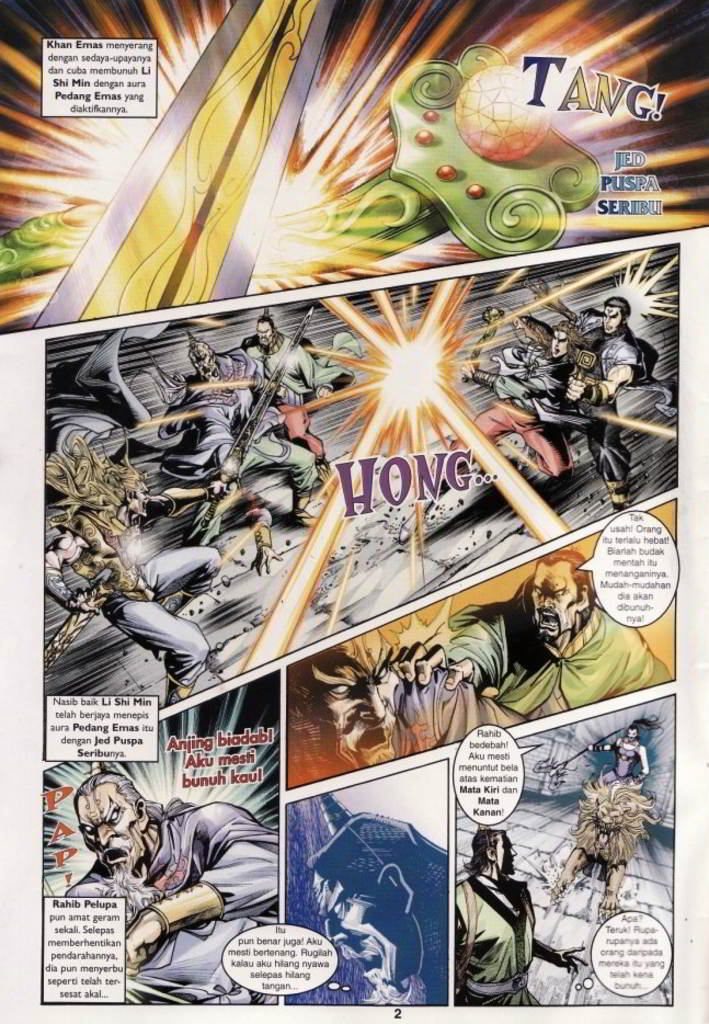 Khan Emas menyerang
dengan sedaya-upayanya
dan cuba membunuh Li
Shi Min dengan aura
Pedang Emas yang
diaktifkannya.
TANG!
JED
PUSPA
SERIBU
HONG...
Tak
usah! Orang
itu terlalu hebat!
Biarlah budak
mentah itu
menanganinya.
Mudah-mudahan
dia akan
dibunuh-
nya!
Nasib baik Li Shi Min
telah berjaya menepis
aura Pedang Emas itu
dengan Jed Puspa
Seribunya.
Anjing biadab!
Aku mesti
bunuh kau!
PAP!
Rahib Pelupa
pun amat geram
sekali. Selepas
memberhentikan
pendarahannya,
dia pun menyerbu
seperti telah ter-
sesat akal...
Itu
pun benar juga! Aku
mesti bertenang. Rugilah
kalau aku hilang nyawa
selepas hilang
tangan...
Rahib
bedebah!
Aku mesti
menuntut bela
atas kematian
Mata Kiri dan
Mata
Kanan!
Apa?
Teruk! Rupa-
rupanya ada
orang daripada
mereka itu yang
telah kena
bunuh...
2